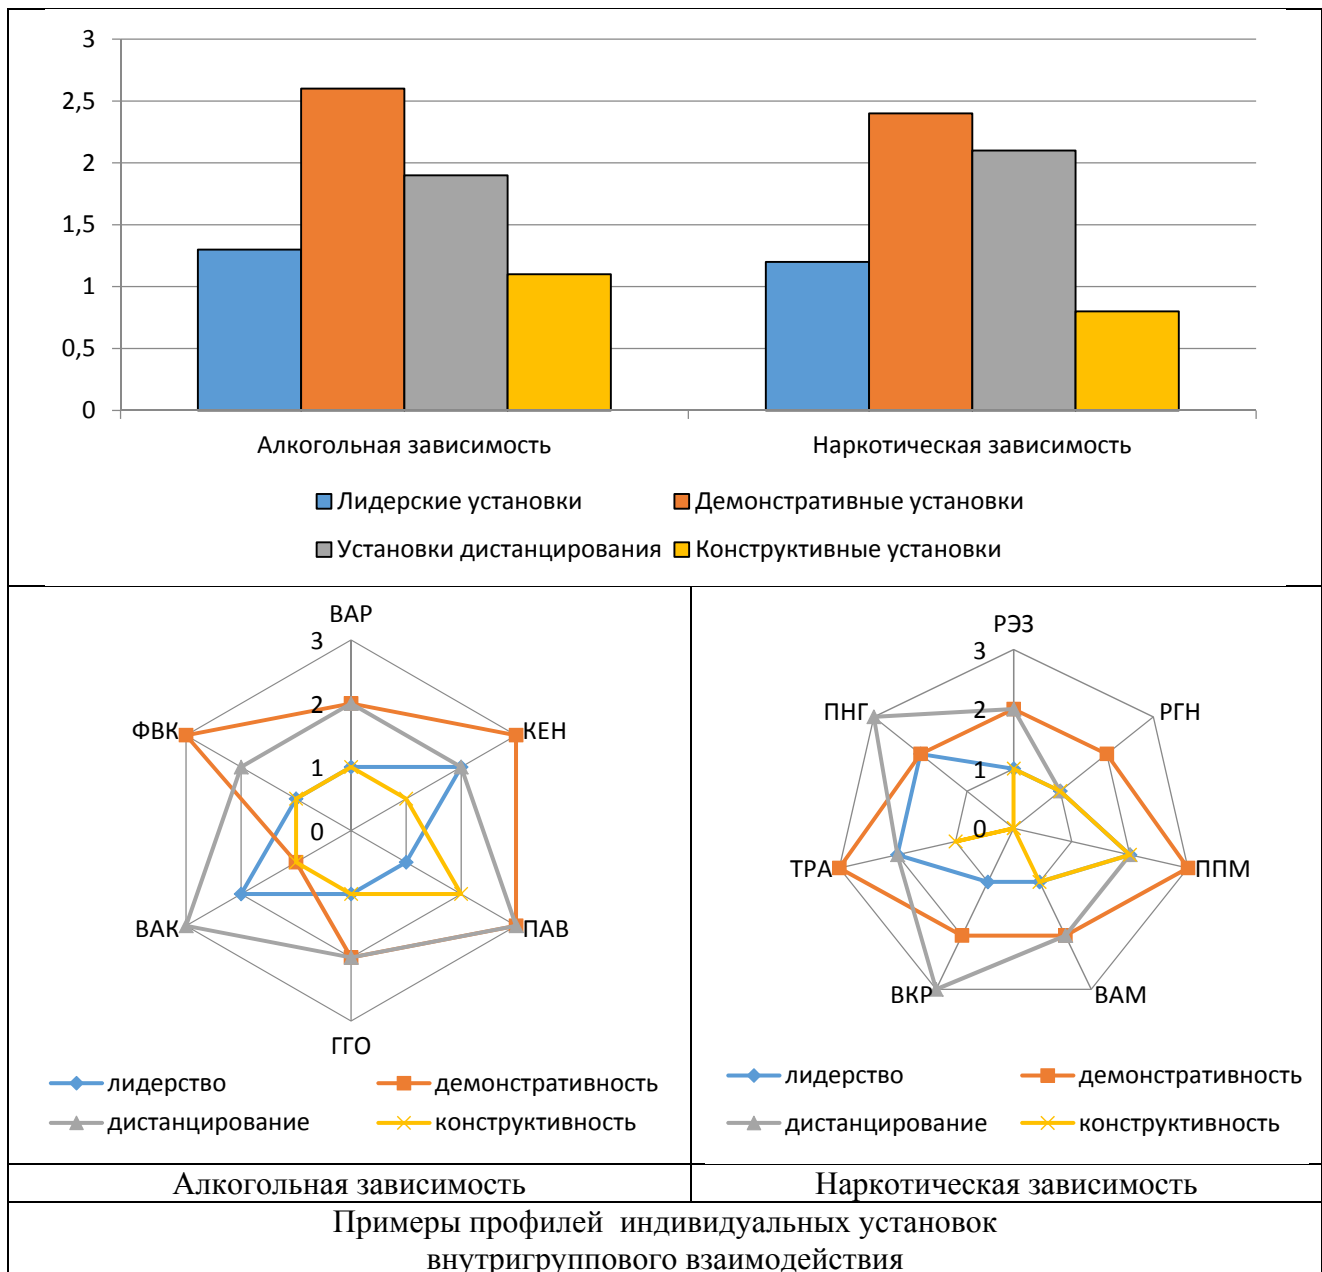 3
2,5
2
1,5
1
0,5
0
Алкогольная зависимость Наркотическая зависимость
Лидерские установки Демонстративные установки
Установки дистанцирования Конструктивные установки
ВАР
3
2
1
0
КЕН
ПАВ
ГГО
ВАК
ФВК
лидерство демонстративность
дистанцирование конструктивность
РЭЗ
3
2
1
0
РГН
ППМ
ВАМ
ВКР
ТРА
ПНГ
лидерство демонстративность
дистанцирование конструктивность
Алкогольная зависимость Наркотическая зависимость
Примеры профилей индивидуальных установок
внутригруппового взаимодействия